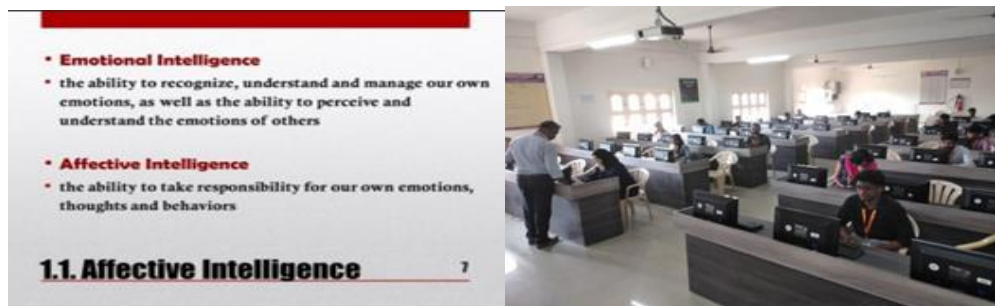 • Emotional Intelligence
• the ability to recognize, understand and manage our own
emotions, as well as the ability to perceive and
understand the emotions of others
• Affective Intelligence
• the ability to take responsibility for our own emotions,
thoughts and behaviors
1.1. Affective Intelligence
7